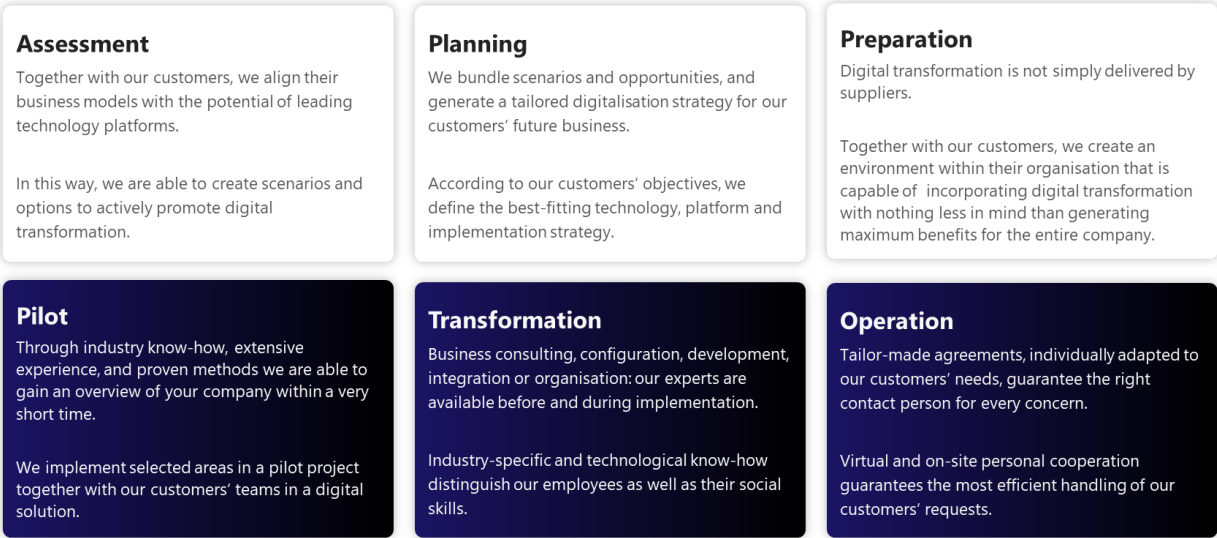 Assessment
Together with our customers, we align their
business models with the potential of leading
technology platforms.
In this way, we are able to create scenarios and
options to actively promote digital
transformation.
Planning
We bundle scenarios and opportunities, and
generate a tailored digitalisation strategy for our
customers’ future business.
According to our customers’ objectives, we
define the best-fitting technology, platform and
implementation strategy.
Preparation
Digital transformation is not simply delivered by
suppliers.
Together with our customers, we create an
environment within their organisation that is
capable of incorporating digital transformation
with nothing less in mind than generating
maximum benefits for the entire company.
Pilot
Through industry know-how, extensive
experience, and proven methods we are able to
gain an overview of your company within a very
short time.
We implement selected areas in a pilot project
together with our customers’ teams in a digital
solution.
Transformation
Business consulting, configuration, development,
integration or organisation: our experts are
available before and during implementation.
Industry-specific and technological know-how
distinguish our employees as well as their social
skills.
Operation
Tailor-made agreements, individually adapted to
our customers’ needs, guarantee the right
contact person for every concern.
Virtual and on-site personal cooperation
guarantees the most efficient handling of our
customers’ requests.